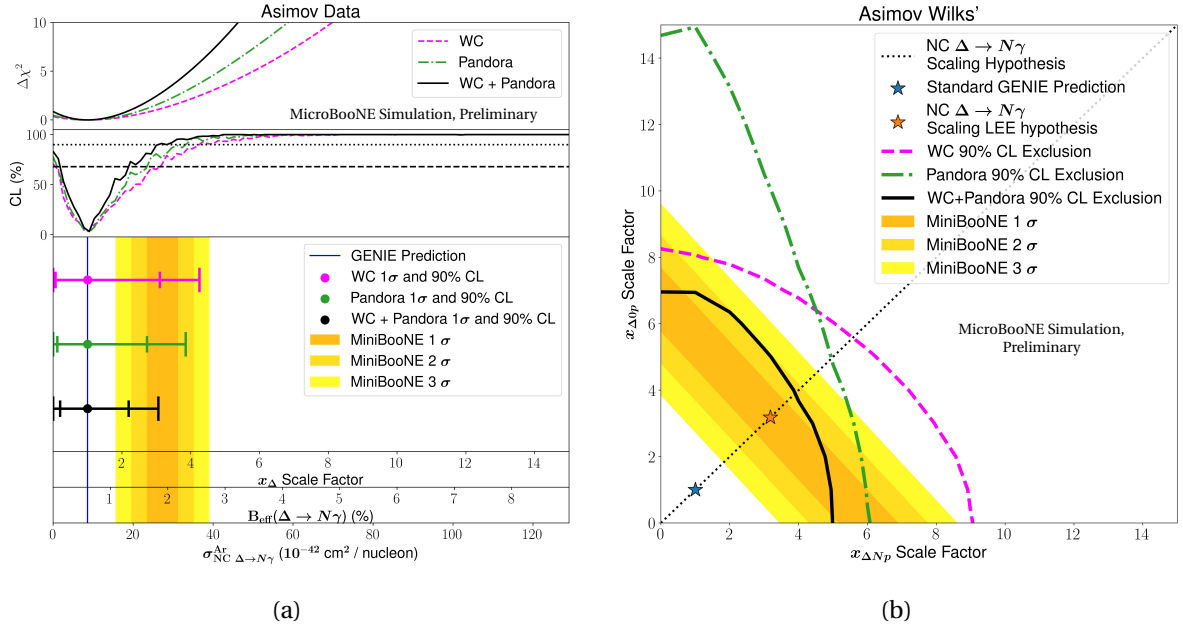 Asimov Data
10
5
0
Δχ²
WC
Pandora
WC + Pandora
MicroBooNE Simulation, Preliminary
100
50
0
CL (%)
GENIE Prediction
WC 1σ and 90% CL
Pandora 1σ and 90% CL
WC + Pandora 1σ and 90% CL
MiniBooNE 1 σ
MiniBooNE 2 σ
MiniBooNE 3 σ
2 4 6 8 10 12 14
x_Δ Scale Factor
1 2 3 4 5 6 7 8
B_eff(Δ → Nγ) (%)
0 20 40 60 80 100 120
σ^Ar_NC Δ→Nγ (10⁻⁴² cm² / nucleon)
(a)
Asimov Wilks’
14
12
10
8
6
4
2
0
x_Δ0p Scale Factor
NC Δ → Nγ
Scaling Hypothesis
Standard GENIE Prediction
NC Δ → Nγ
Scaling LEE hypothesis
WC 90% CL Exclusion
Pandora 90% CL Exclusion
WC+Pandora 90% CL Exclusion
MiniBooNE 1 σ
MiniBooNE 2 σ
MiniBooNE 3 σ
MicroBooNE Simulation,
Preliminary
0 2 4 6 8 10 12 14
x_ΔNp Scale Factor
(b)